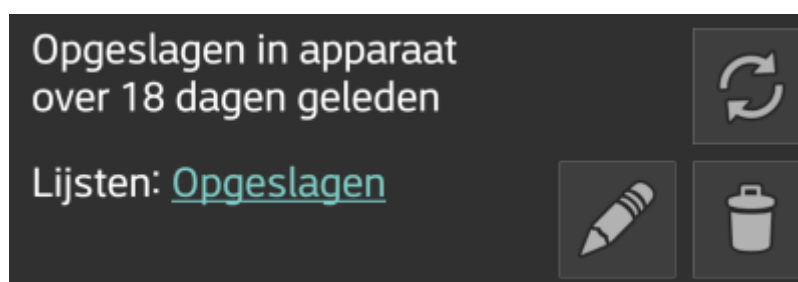 Opgeslagen in apparaat
over 18 dagen geleden
Lijsten: Opgeslagen